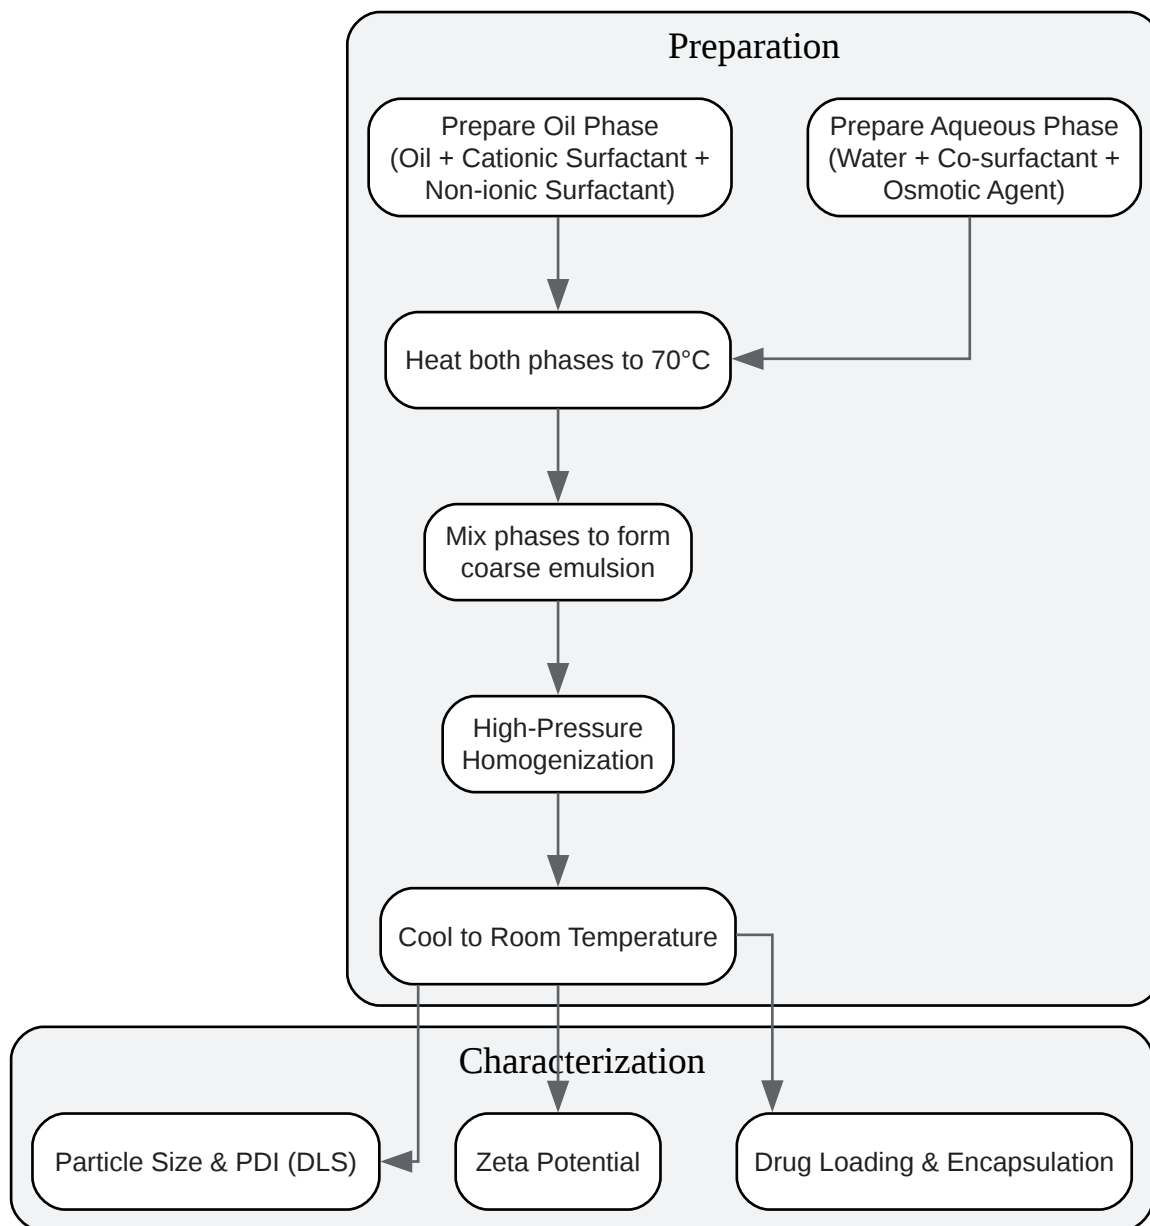 Preparation
Prepare Oil Phase
(Oil + Cationic Surfactant +
Non-ionic Surfactant)
Prepare Aqueous Phase
(Water + Co-surfactant +
Osmotic Agent)
Heat both phases to 70°C
Mix phases to form
coarse emulsion
High-Pressure
Homogenization
Cool to Room Temperature
Characterization
Particle Size & PDI (DLS)
Zeta Potential
Drug Loading & Encapsulation